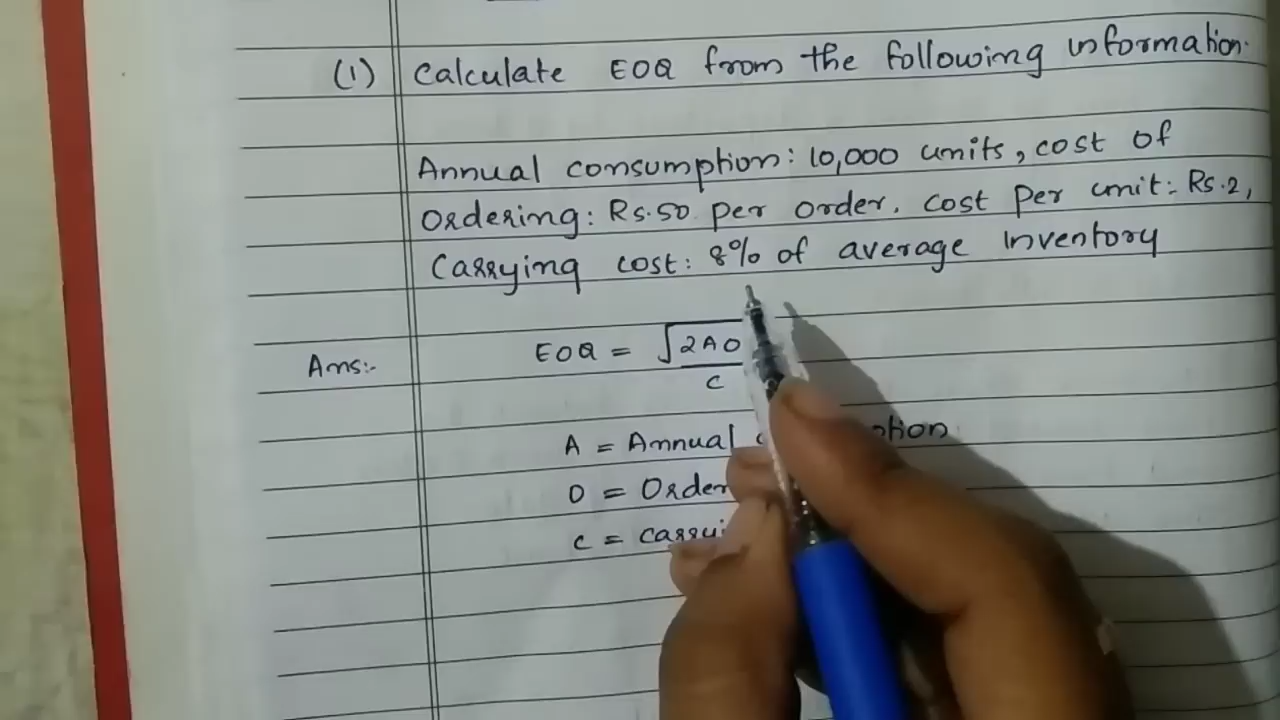 (1) Calculate EOQ from the following information.
Annual consumption: 10,000 units, cost of
Ordering: Rs.50 per order. cost per unit: Rs.2,
Carrying cost: 8% of average inventory
Ans:- EOQ = √2AO
C
A = Annual
O = Order
C =